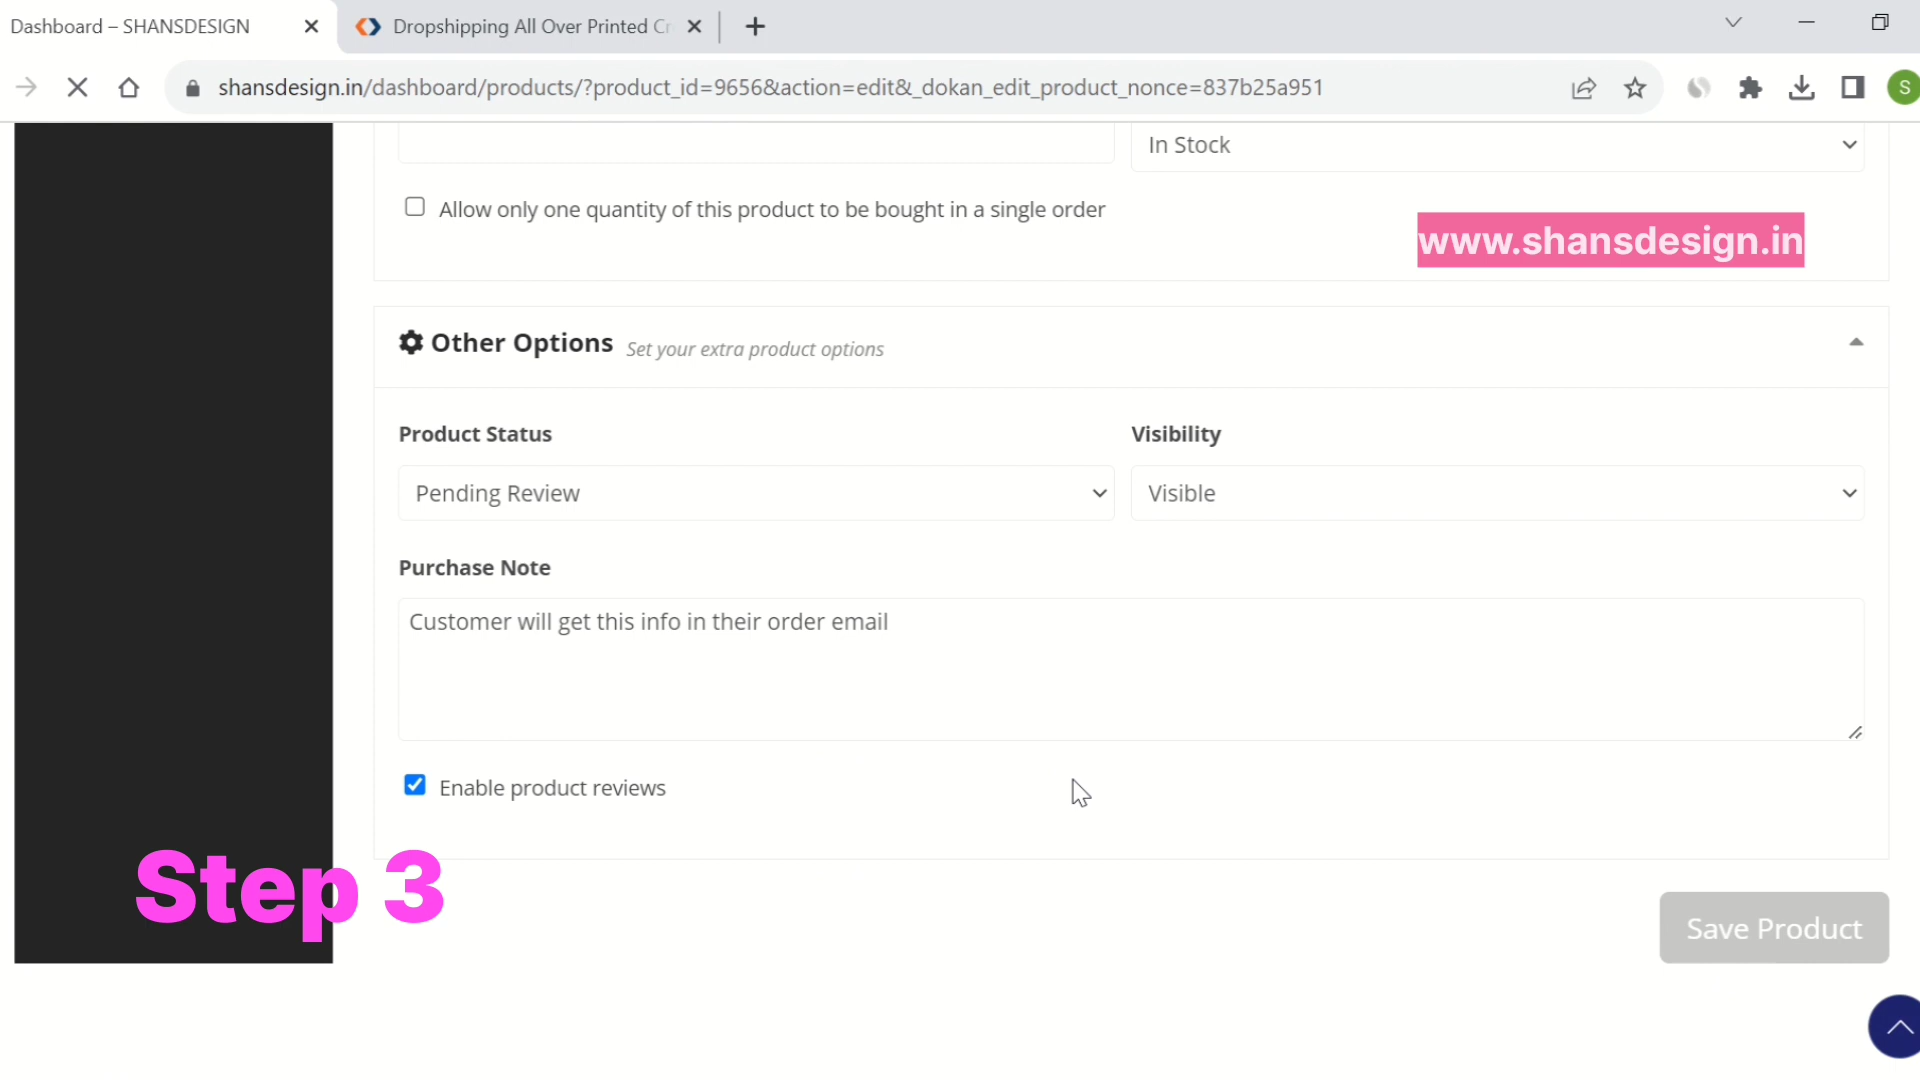 Dashboard – SHANSDESIGN
Dropshipping All Over Printed Cr
shansdesign.in/dashboard/products/?product_id=9656&action=edit&_dokan_edit_product_nonce=837b25a951
S
In Stock
Allow only one quantity of this product to be bought in a single order
www.shansdesign.in
Other Options Set your extra product options
Product Status
Visibility
Pending Review
Visible
Purchase Note
Customer will get this info in their order email
Enable product reviews
Step 3
Save Product